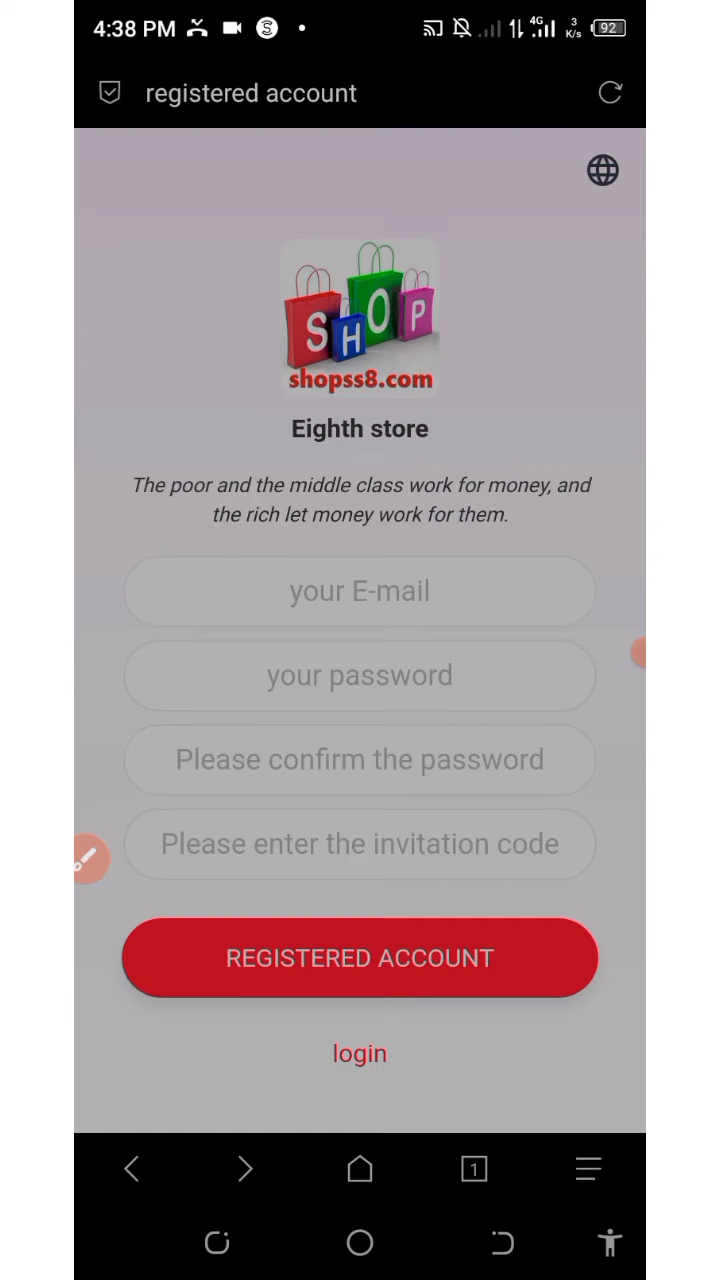 4:38 PM
4G
3
K/s
92
registered account
SHOP
shopss8.com
Eighth store
The poor and the middle class work for money, and
the rich let money work for them.
your E-mail
your password
Please confirm the password
Please enter the invitation code
REGISTERED ACCOUNT
login
1